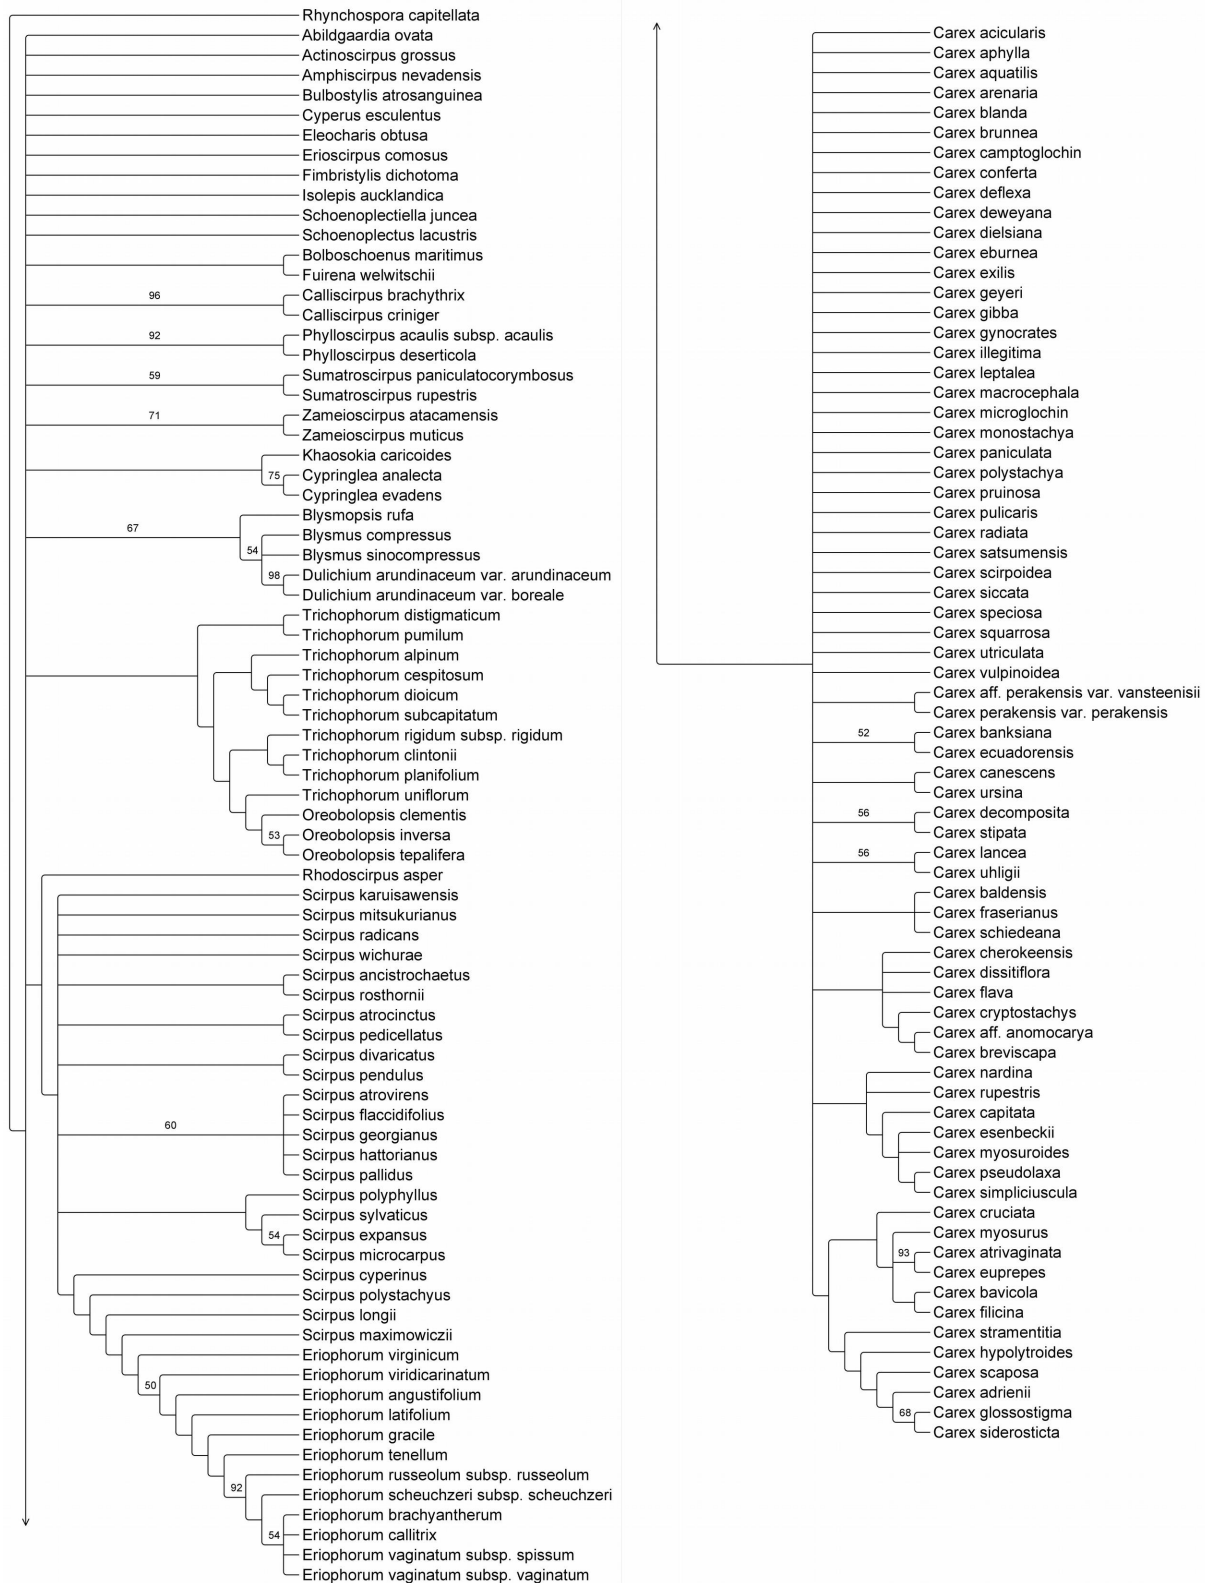 Rhynchospora capitellata
Abildgaardia ovata
Actinoscirpus grossus
Amphiscirpus nevadensis
Bulbostylis atrosanguinea
Cyperus esculentus
Eleocharis obtusa
Erioscirpus comosus
Fimbristylis dichotoma
Isolepis aucklandica
Schoenoplectiella juncea
Schoenoplectus lacustris
Bolboschoenus maritimus
Fuirena welwitschii
96
Calliscirpus brachythrix
Calliscirpus criniger
92
Phylloscirpus acaulis subsp. acaulis
Phylloscirpus deserticola
59
Sumatroscirpus paniculatocorymbosus
Sumatroscirpus rupestris
71
Zameioscirpus atacamensis
Zameioscirpus muticus
Khaosokia caricoides
75
Cypringlea analecta
Cypringlea evadens
67
Blysmopsis rufa
Blysmus compressus
54
Blysmus sinocompressus
98
Dulichium arundinaceum var. arundinaceum
Dulichium arundinaceum var. boreale
Trichophorum distigmaticum
Trichophorum pumilum
Trichophorum alpinum
Trichophorum cespitosum
Trichophorum dioicum
Trichophorum subcapitatum
Trichophorum rigidum subsp. rigidum
Trichophorum clintonii
Trichophorum planifolium
Trichophorum uniflorum
Oreobolopsis clementis
53
Oreobolopsis inversa
Oreobolopsis tepalifera
Rhodoscirpus asper
Scirpus karuisawensis
Scirpus mitsukurianus
Scirpus radicans
Scirpus wichurae
Scirpus ancistrochaetus
Scirpus rosthornii
Scirpus atrocinctus
Scirpus pedicellatus
Scirpus divaricatus
Scirpus pendulus
Scirpus atrovirens
Scirpus flaccidifolius
60
Scirpus georgianus
Scirpus hattorianus
Scirpus pallidus
Scirpus polyphyllus
Scirpus sylvaticus
54
Scirpus expansus
Scirpus microcarpus
Scirpus cyperinus
Scirpus polystachyus
Scirpus longii
Scirpus maximowiczii
Eriophorum virginicum
50
Eriophorum viridicarinatum
Eriophorum angustifolium
Eriophorum latifolium
Eriophorum gracile
Eriophorum tenellum
92
Eriophorum russeolum subsp. russeolum
Eriophorum scheuchzeri subsp. scheuchzeri
Eriophorum brachyantherum
54
Eriophorum callitrix
Eriophorum vaginatum subsp. spissum
Eriophorum vaginatum subsp. vaginatum
Carex acicularis
Carex aphylla
Carex aquatilis
Carex arenaria
Carex blanda
Carex brunnea
Carex camptoglochin
Carex conferta
Carex deflexa
Carex deweyana
Carex dielsiana
Carex eburnea
Carex exilis
Carex geyeri
Carex gibba
Carex gynocrates
Carex illegitima
Carex leptalea
Carex macrocephala
Carex microglochin
Carex monostachya
Carex paniculata
Carex polystachya
Carex pruinosa
Carex pulicaris
Carex radiata
Carex satsumensis
Carex scirpoidea
Carex siccata
Carex speciosa
Carex squarrosa
Carex utriculata
Carex vulpinoidea
Carex aff. perakensis var. vansteenisii
Carex perakensis var. perakensis
52
Carex banksiana
Carex ecuadorensis
Carex canescens
Carex ursina
56
Carex decomposita
Carex stipata
56
Carex lancea
Carex uhligii
Carex baldensis
Carex fraserianus
Carex schiedeana
Carex cherokeensis
Carex dissitiflora
Carex flava
Carex cryptostachys
Carex aff. anomocarya
Carex breviscapa
Carex nardina
Carex rupestris
Carex capitata
Carex esenbeckii
Carex myosuroides
Carex pseudolaxa
Carex simpliciuscula
Carex cruciata
Carex myosurus
93
Carex atrivaginata
Carex euprepes
Carex bavicola
Carex filicina
Carex stramentitia
Carex hypolytroides
Carex scaposa
Carex adrienii
68
Carex glossostigma
Carex siderosticta